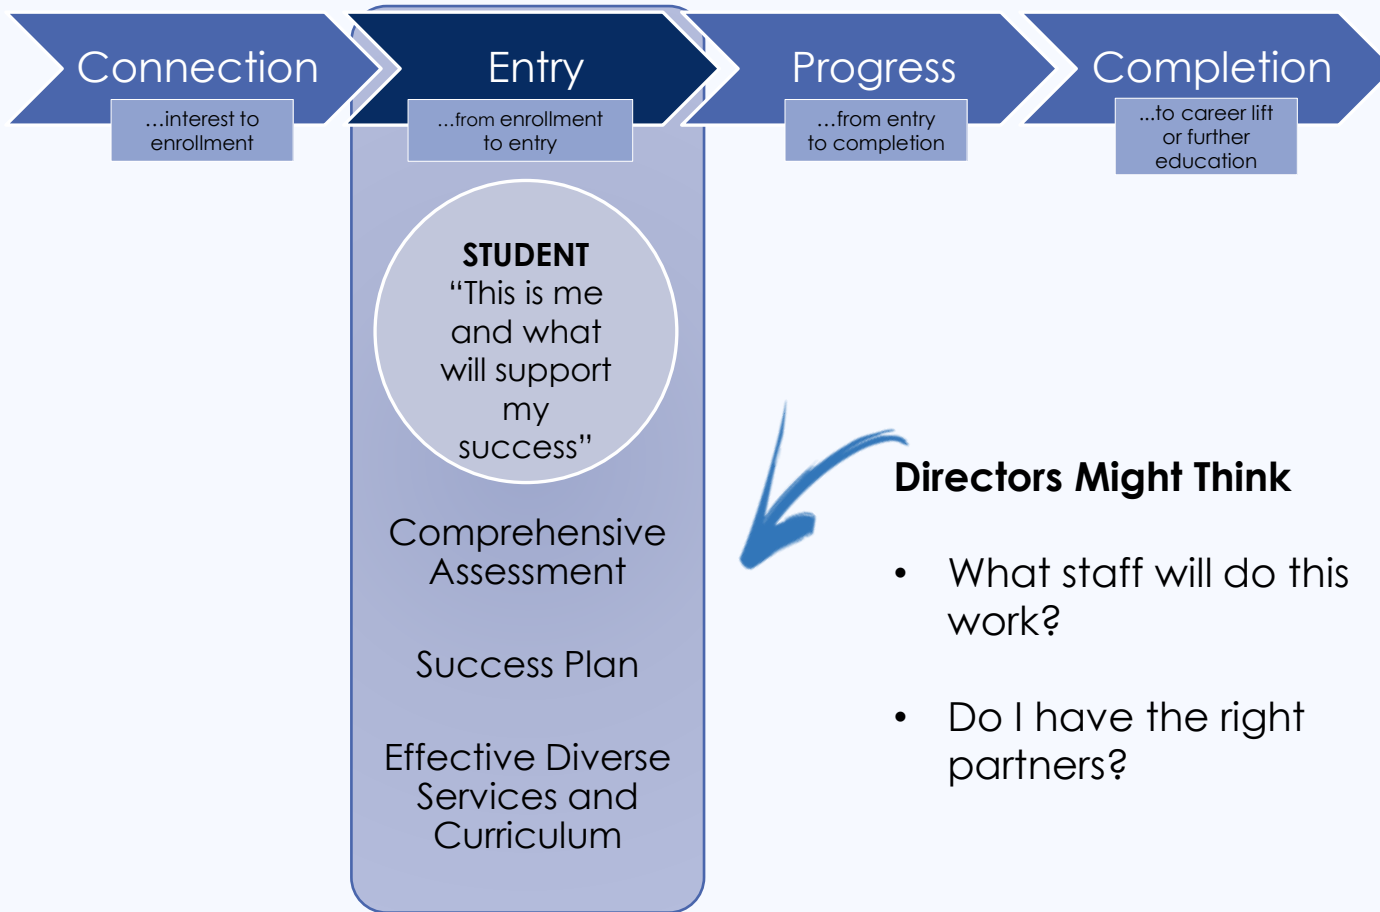 Connection
…interest to
enrollment
Entry
…from enrollment
to entry
Progress
…from entry
to completion
Completion
...to career lift
or further
education
STUDENT
“This is me
and what
will support
my
success”
Comprehensive
Assessment
Success Plan
Effective Diverse
Services and
Curriculum
Directors Might Think
• What staff will do this
work?
• Do I have the right
partners?